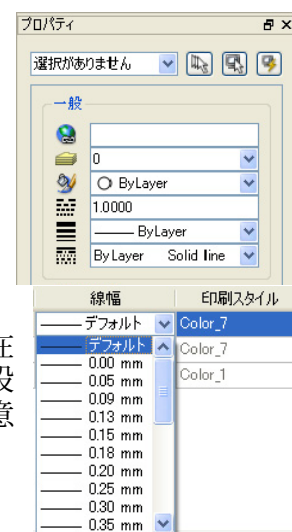 プロパティ
選択がありません
一般
0
ByLayer
1.0000
ByLayer
ByLayer Solid line
線幅 印刷スタイル
デフォルト Color_7
デフォルト Color_7
0.00 mm
0.05 mm Color_1
0.09 mm
0.13 mm
0.15 mm
0.18 mm
0.20 mm
0.25 mm
0.30 mm
0.35 mm